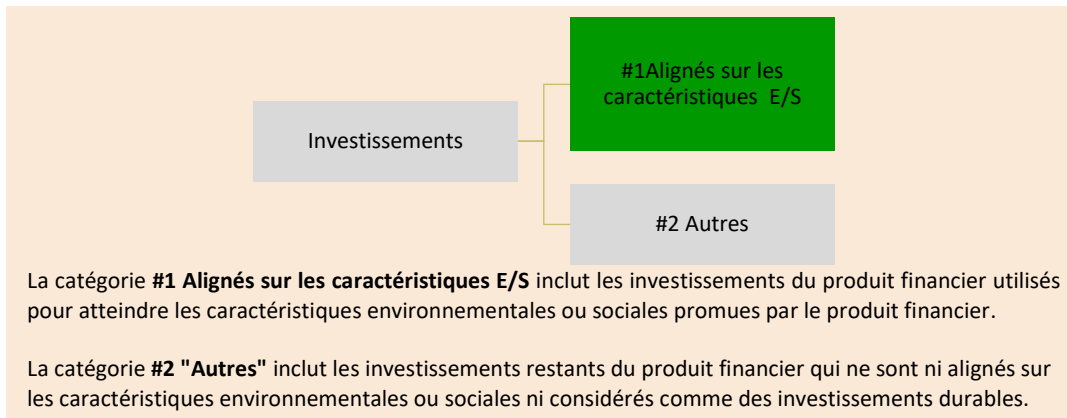 #1Alignés sur les
caractéristiques E/S
Investissements
#2 Autres
La catégorie #1 Alignés sur les caractéristiques E/S inclut les investissements du produit financier utilisés
pour atteindre les caractéristiques environnementales ou sociales promues par le produit financier.
La catégorie #2 "Autres" inclut les investissements restants du produit financier qui ne sont ni alignés sur
les caractéristiques environnementales ou sociales ni considérés comme des investissements durables.